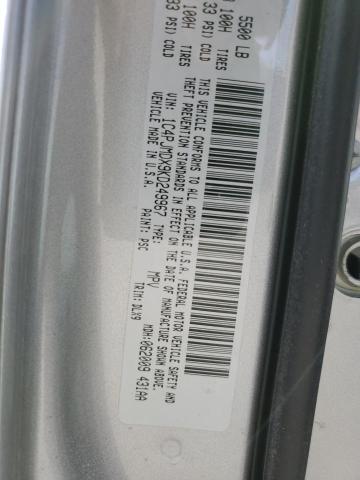 5500 LB
100H TIRES
33 PSI) COLD
100H TIRES
33 PSI) COLD
THIS VEHICLE CONFORMS TO ALL APPLICABLE U.S.A. FEDERAL MOTOR VEHICLE SAFETY AND
THEFT PREVENTION STANDARDS IN EFFECT ON THE DATE OF MANUFACTURE SHOWN ABOVE.
VIN: 1C4PJMDX9KD249967 TYPE: MPV MDH: 062009 431AA
VEHICLE MADE IN U.S.A. PAINT: PSC TRIM: DLX9